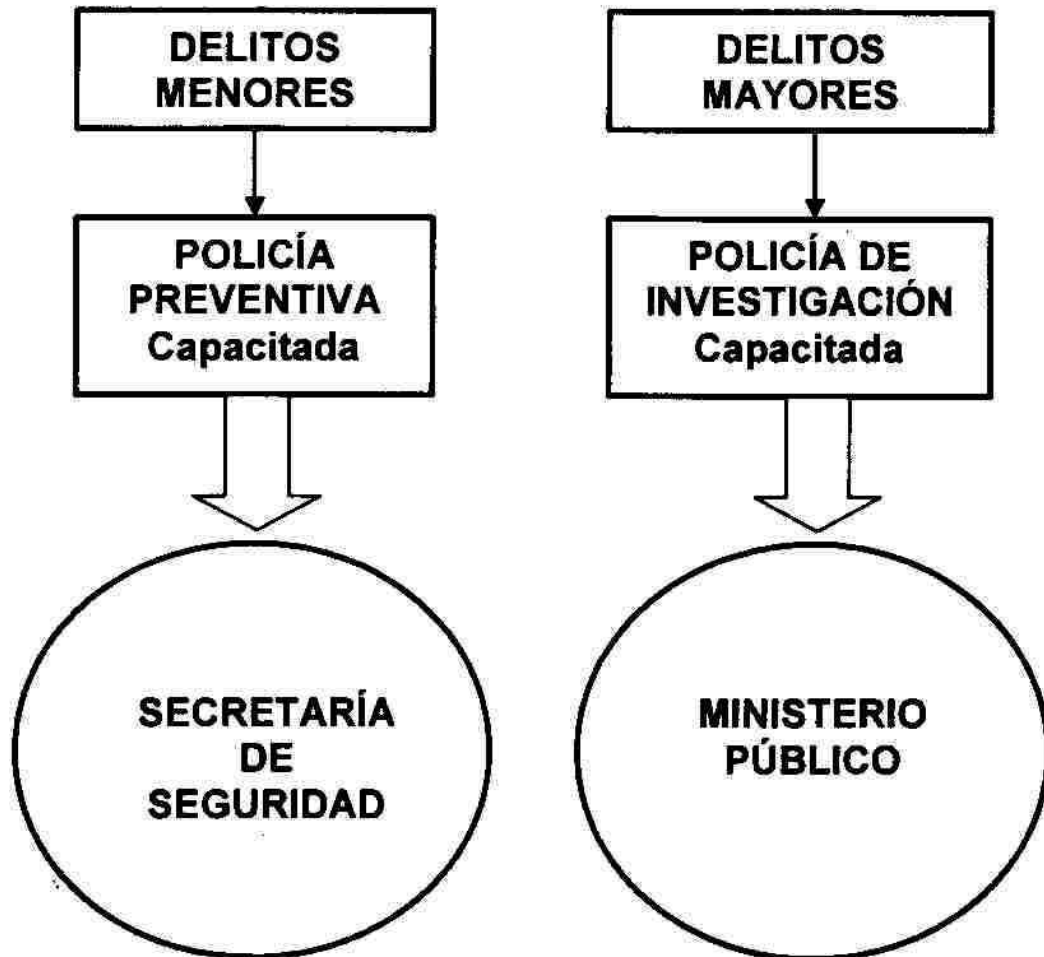 DELITOS
MENORES
POLICÍA
PREVENTIVA
Capacitada
SECRETARÍA
DE
SEGURIDAD
DELITOS
MAYORES
POLICÍA DE
INVESTIGACIÓN
Capacitada
MINISTERIO
PÚBLICO